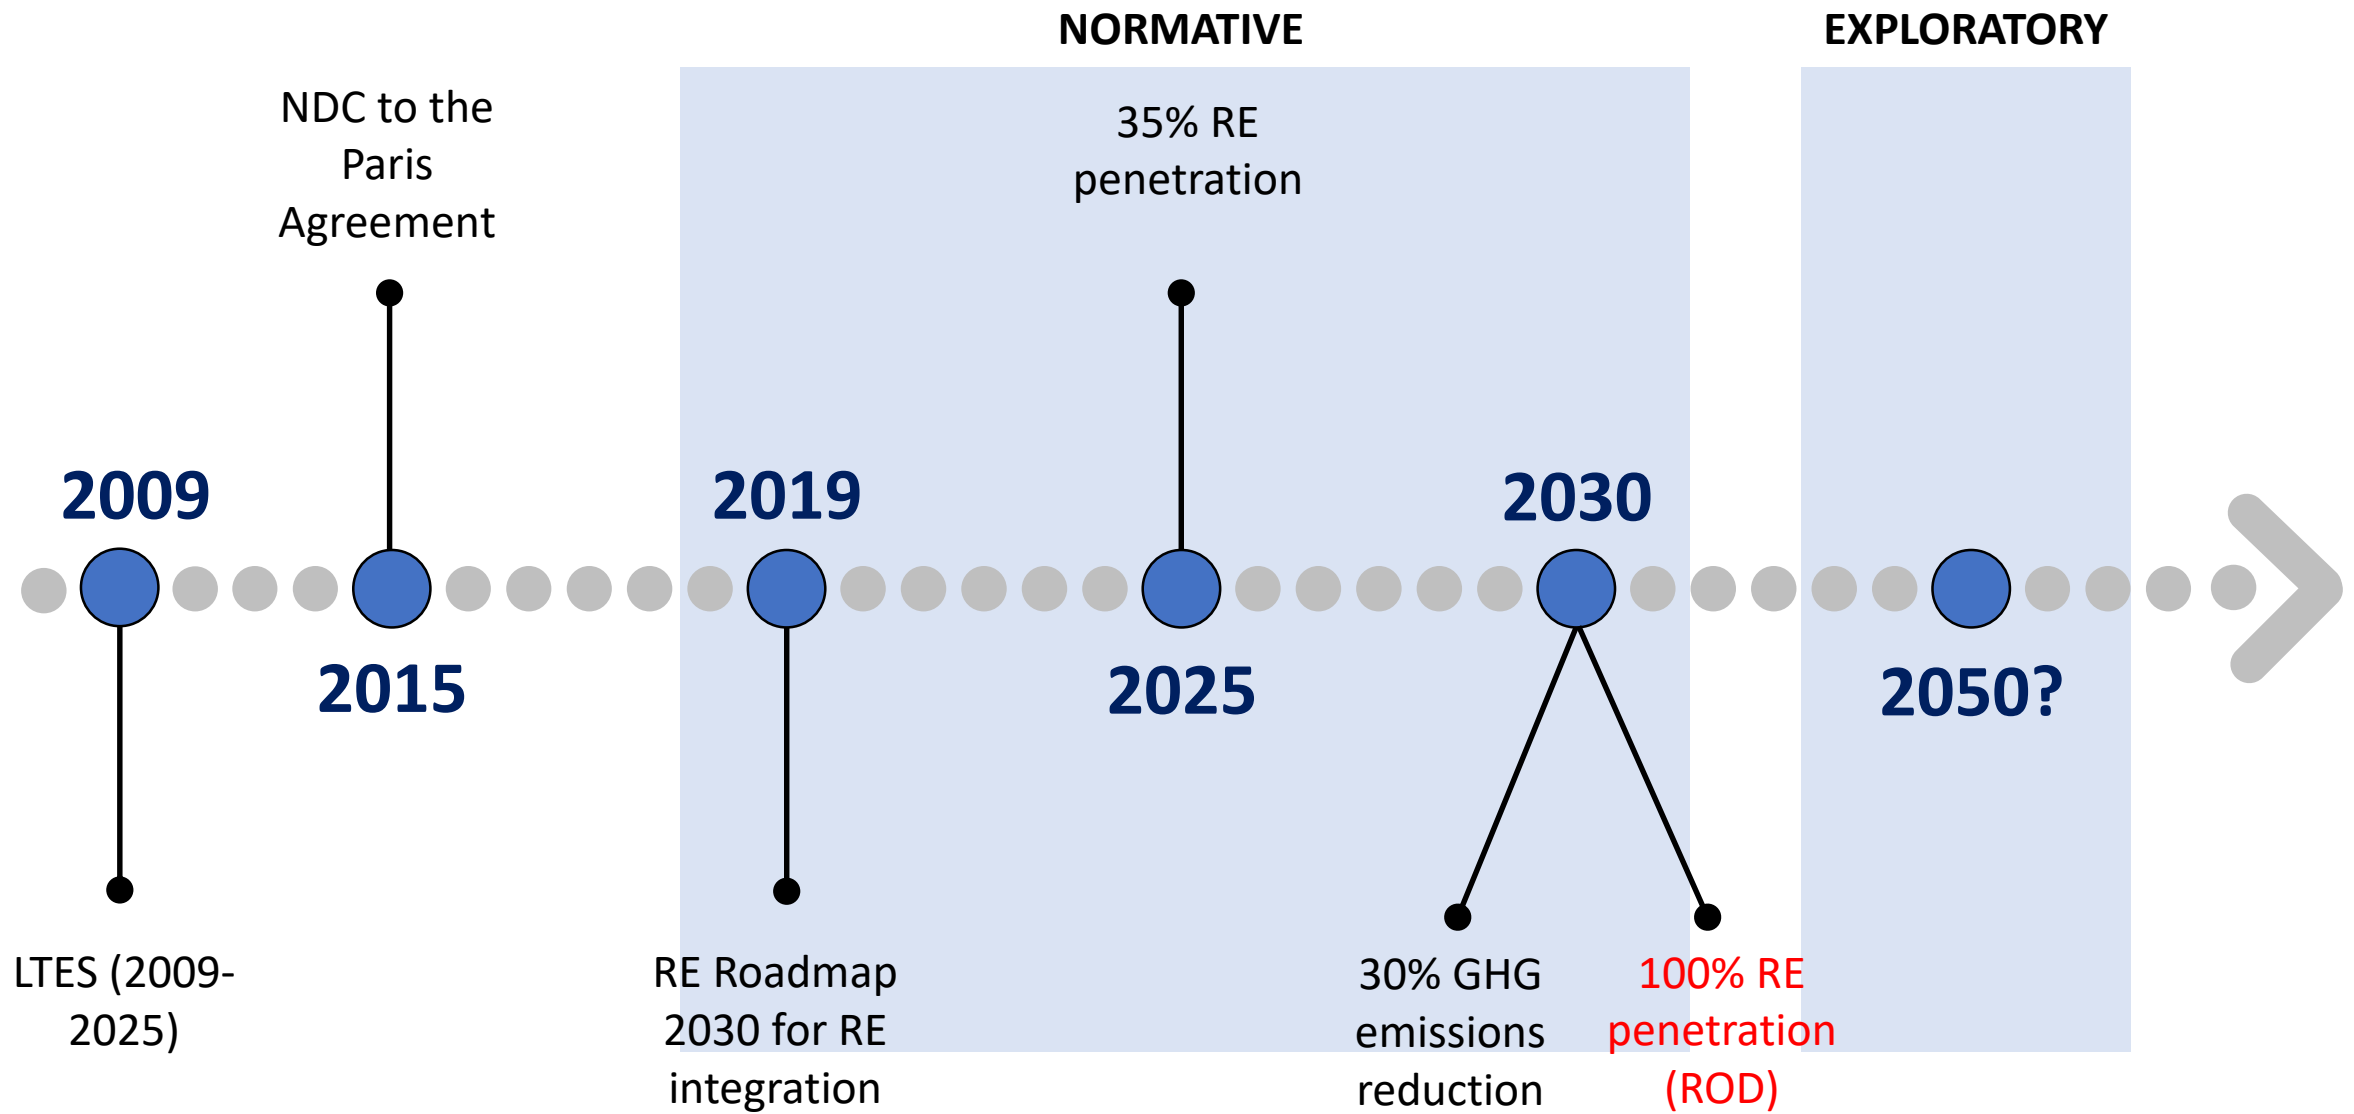 NORMATIVE
EXPLORATORY
NDC to the
Paris
Agreement
35% RE
penetration
2009
2019
2030
2015
2025
2050?
LTES (2009-
2025)
RE Roadmap
2030 for RE
integration
30% GHG
emissions
reduction
100% RE
penetration
(ROD)